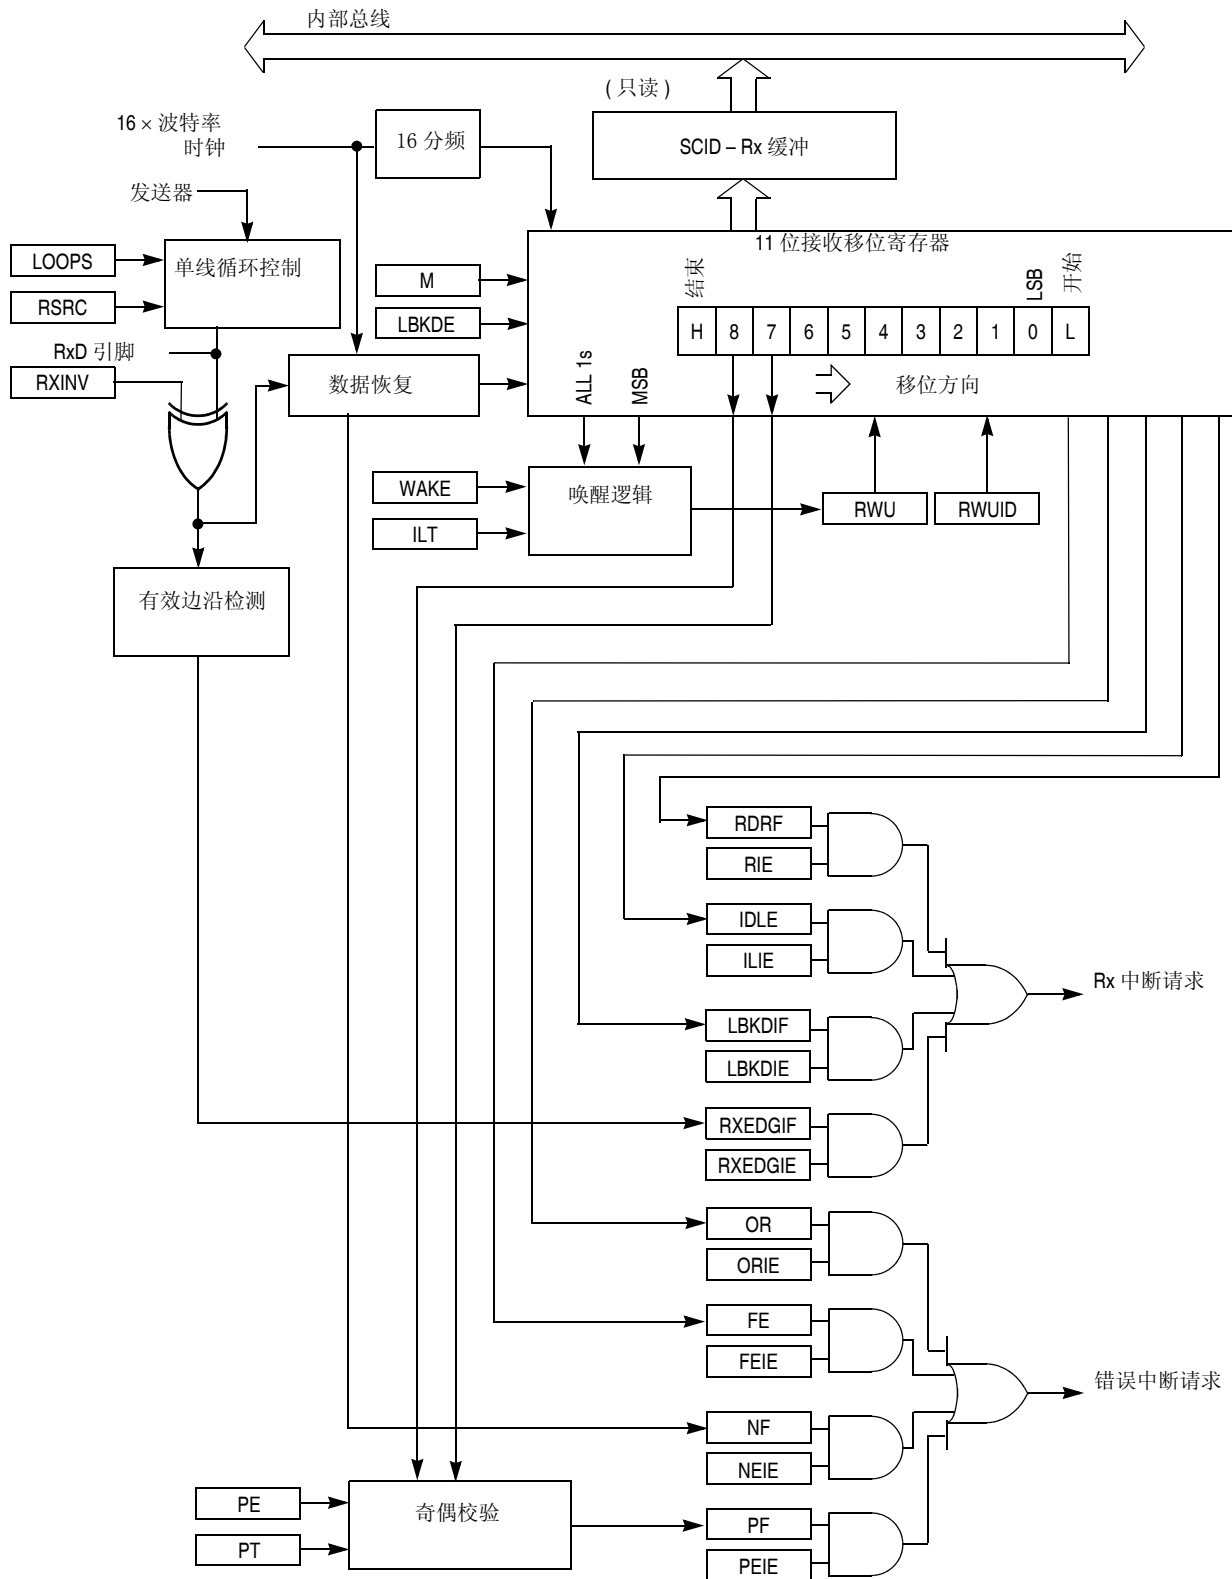 内部总线
( 只读 )
16 × 波特率
时钟
16 分频
SCID – Rx 缓冲
发送器
11 位接收移位寄存器
LOOPS
单线循环控制
RSRC
M
LBKDE
结束
LSB
开始
H 8 7 6 5 4 3 2 1 0 L
RxD 引脚
RXINV
数据恢复
ALL 1s
MSB
移位方向
WAKE
ILT
唤醒逻辑
RWU
RWUID
有效边沿检测
RDRF
RIE
IDLE
ILIE
Rx 中断请求
LBKDIF
LBKDIE
RXEDGIF
RXEDGIE
OR
ORIE
FE
FEIE
错误中断请求
NF
NEIE
PE
PT
奇偶校验
PF
PEIE